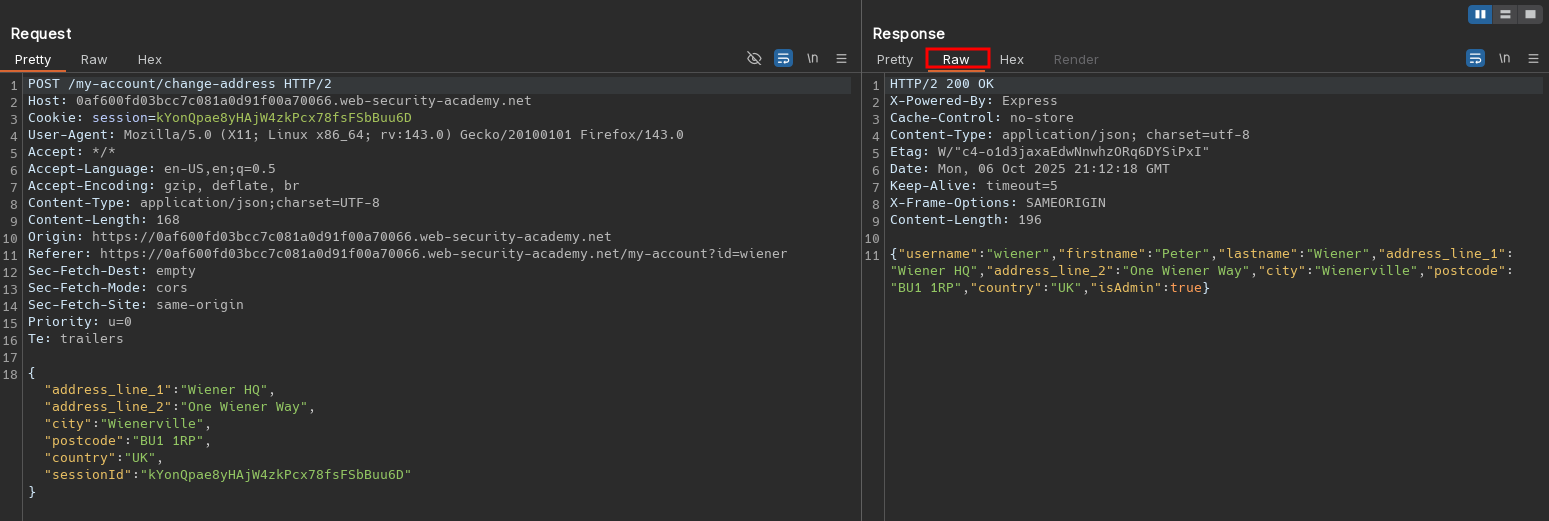 Request
Pretty Raw Hex \n
1 POST /my-account/change-address HTTP/2
2 Host: 0af600fd03bcc7c081a0d91f00a70066.web-security-academy.net
3 Cookie: session=kYonQpae8yHAjW4zkPcx78fsFSbBuu6D
4 User-Agent: Mozilla/5.0 (X11; Linux x86_64; rv:143.0) Gecko/20100101 Firefox/143.0
5 Accept: */*
6 Accept-Language: en-US,en;q=0.5
7 Accept-Encoding: gzip, deflate, br
8 Content-Type: application/json;charset=UTF-8
9 Content-Length: 168
10 Origin: https://0af600fd03bcc7c081a0d91f00a70066.web-security-academy.net
11 Referer: https://0af600fd03bcc7c081a0d91f00a70066.web-security-academy.net/my-account?id=wiener
12 Sec-Fetch-Dest: empty
13 Sec-Fetch-Mode: cors
14 Sec-Fetch-Site: same-origin
15 Priority: u=0
16 Te: trailers
17
18 {
"address_line_1":"Wiener HQ",
"address_line_2":"One Wiener Way",
"city":"Wienerville",
"postcode":"BU1 1RP",
"country":"UK",
"sessionId":"kYonQpae8yHAjW4zkPcx78fsFSbBuu6D"
}
Response
Pretty Raw Hex Render \n
1 HTTP/2 200 OK
2 X-Powered-By: Express
3 Cache-Control: no-store
4 Content-Type: application/json; charset=utf-8
5 Etag: W/"c4-o1d3jaxaEdwNnwhzORq6DYSiPxI"
6 Date: Mon, 06 Oct 2025 21:12:18 GMT
7 Keep-Alive: timeout=5
8 X-Frame-Options: SAMEORIGIN
9 Content-Length: 196
10
11 {"username":"wiener","firstname":"Peter","lastname":"Wiener","address_line_1":
"Wiener HQ","address_line_2":"One Wiener Way","city":"Wienerville","postcode":
"BU1 1RP","country":"UK","isAdmin":true}